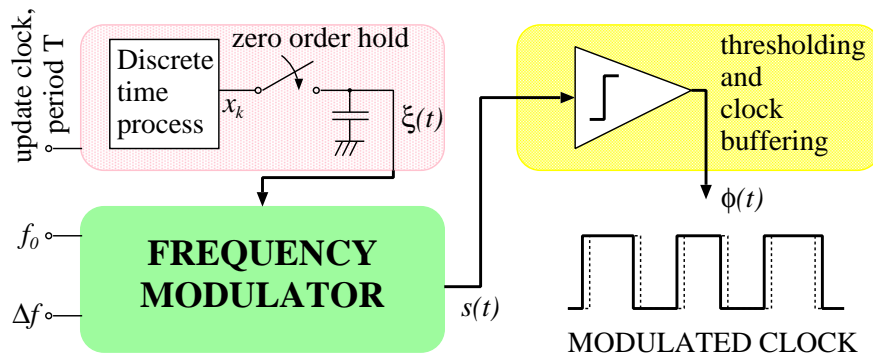 update clock,
period T
Discrete
time
process
zero order hold
x_k
ξ(t)
thresholding
and
clock
buffering
ϕ(t)
f_0
Δf
FREQUENCY
MODULATOR
s(t)
MODULATED CLOCK